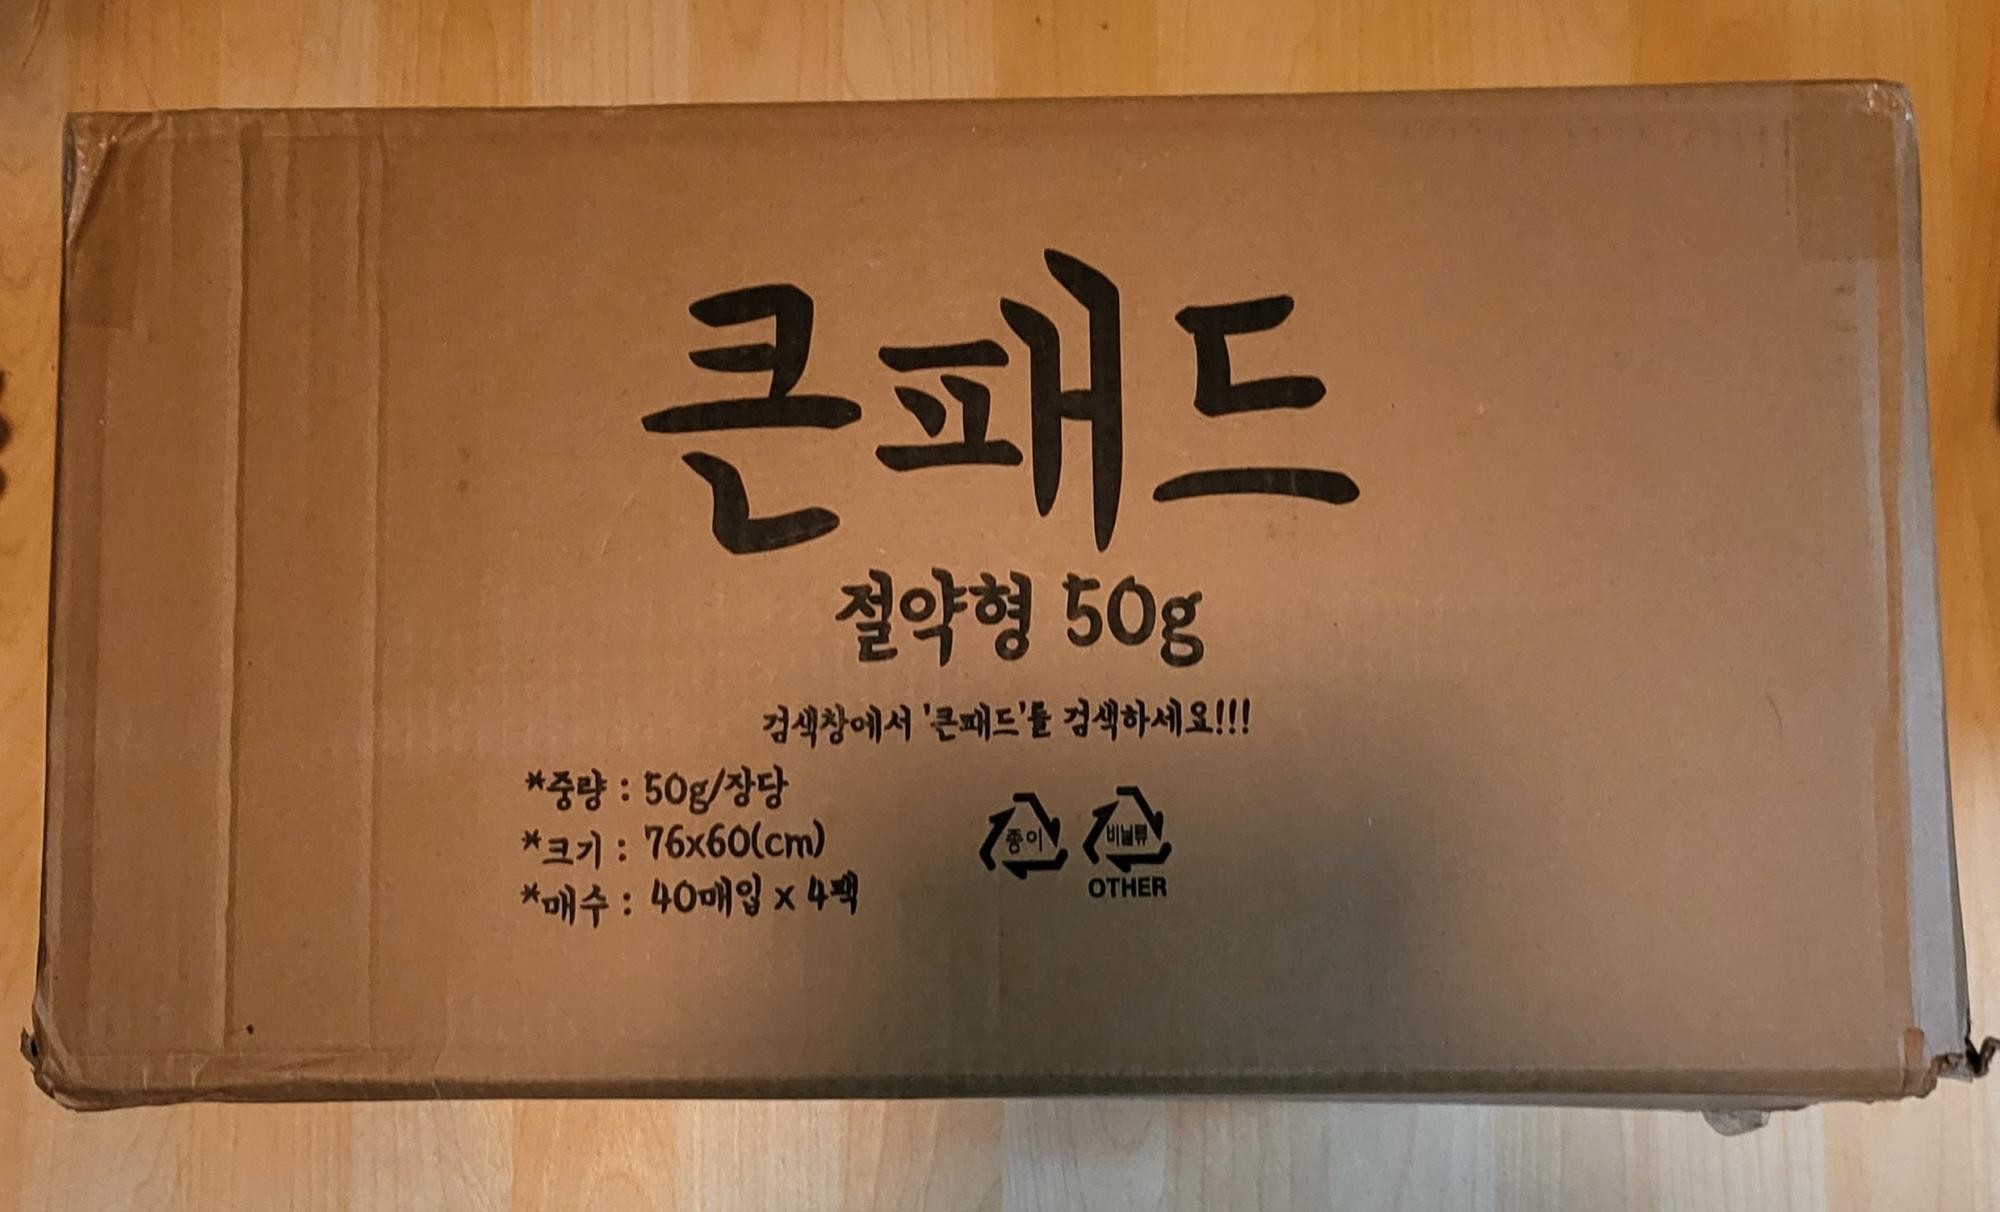 큰패드
절약형 50g
검색창에서 '큰패드'를 검색하세요!!!
*중량 : 50g/장당
*크기 : 76x60(cm)
*매수 : 40매입 x 4팩
종이
비닐류
OTHER